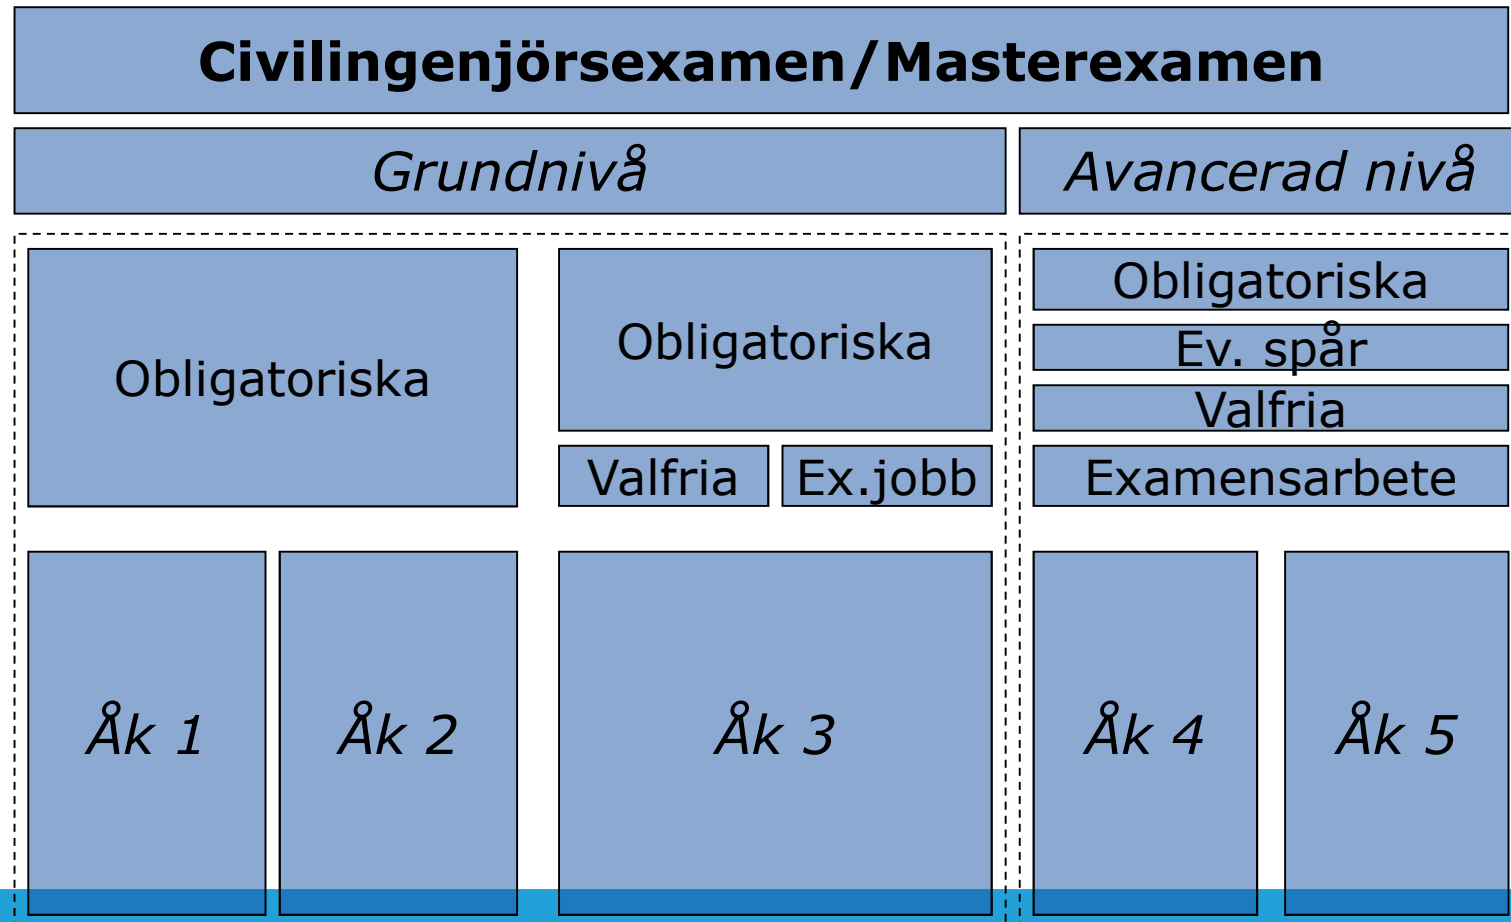 Civilingenjörsexamen/Masterexamen
Grundnivå
Avancerad nivå
Obligatoriska
Obligatoriska
Valfria
Ex.jobb
Obligatoriska
Ev. spår
Valfria
Examensarbete
Åk 1
Åk 2
Åk 3
Åk 4
Åk 5